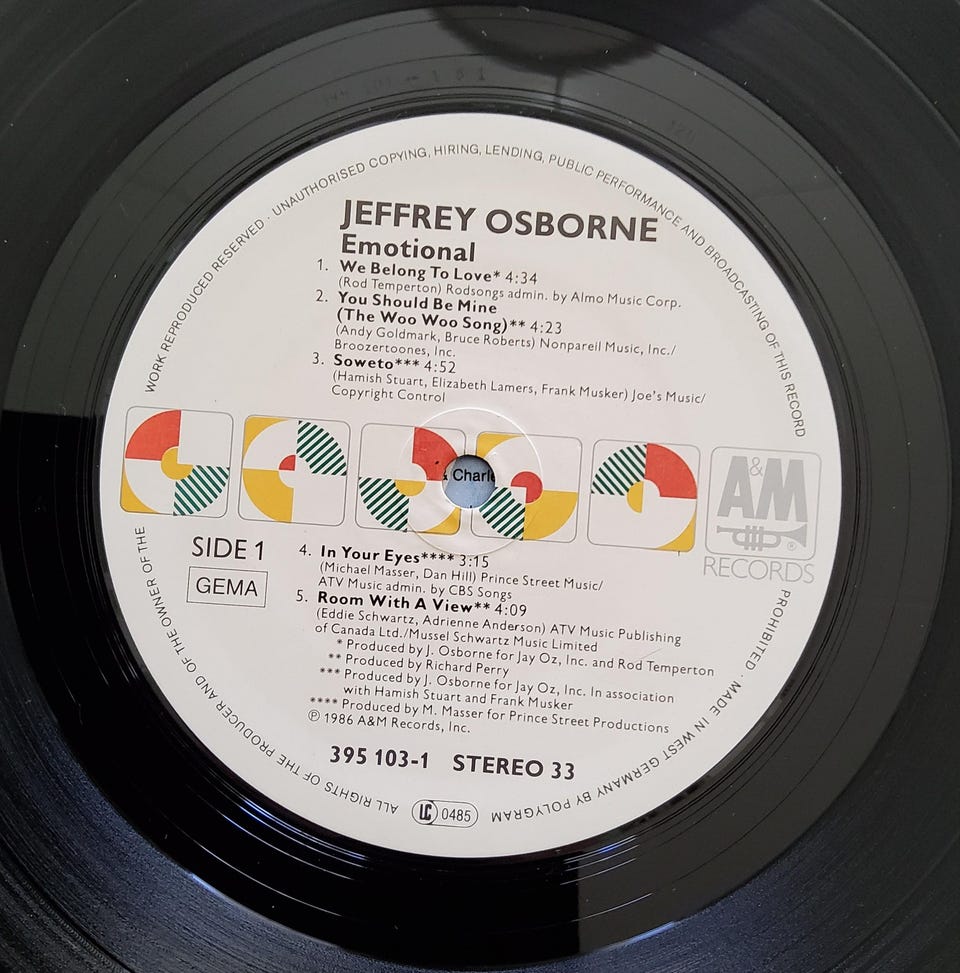 WORK REPRODUCED RESERVED · UNAUTHORISED COPYING, HIRING, LENDING, PUBLIC PERFORMANCE AND BROADCASTING OF THIS RECORD
JEFFREY OSBORNE
Emotional
1. We Belong To Love* 4:34
(Rod Temperton) Rodsongs admin. by Almo Music Corp.
2. You Should Be Mine
(The Woo Woo Song)** 4:23
(Andy Goldmark, Bruce Roberts) Nonpareil Music, Inc./
Broozertoones, Inc.
3. Soweto*** 4:52
(Hamish Stuart, Elizabeth Lamers, Frank Musker) Joe's Music/
Copyright Control
A&M
®
RECORDS
SIDE 1
GEMA
4. In Your Eyes**** 3:15
(Michael Masser, Dan Hill) Prince Street Music/
ATV Music admin. by CBS Songs
5. Room With A View** 4:09
(Eddie Schwartz, Adrienne Anderson) ATV Music Publishing
of Canada Ltd./Mussel Schwartz Music Limited
* Produced by J. Osborne for Jay Oz, Inc. and Rod Temperton
** Produced by Richard Perry
*** Produced by J. Osborne for Jay Oz, Inc. In association
with Hamish Stuart and Frank Musker
**** Produced by M. Masser for Prince Street Productions
℗ 1986 A&M Records, Inc.
395 103-1 STEREO 33
PROHIBITED · MADE IN WEST GERMANY BY POLYGRAM
LC 0485
ALL RIGHTS OF THE PRODUCER AND OF THE OWNER OF THE